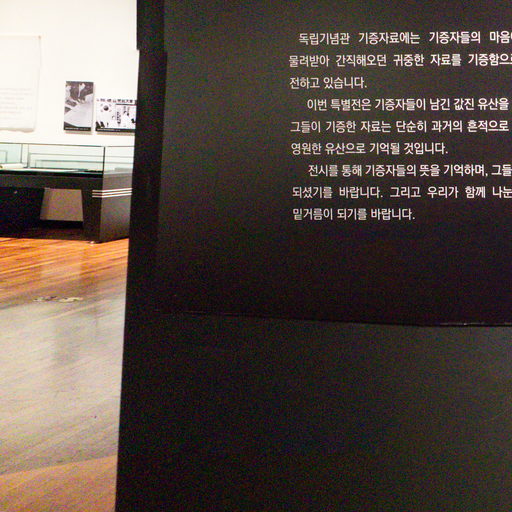 독립기념관 기증자료에는 기증자들의 마음이
물려받아 간직해오던 귀중한 자료를 기증함으로
전하고 있습니다.
이번 특별전은 기증자들이 남긴 값진 유산을
그들이 기증한 자료는 단순히 과거의 흔적으로
영원한 유산으로 기억될 것입니다.
전시를 통해 기증자들의 뜻을 기억하며, 그들
되셨기를 바랍니다. 그리고 우리가 함께 나눈
밑거름이 되기를 바랍니다.